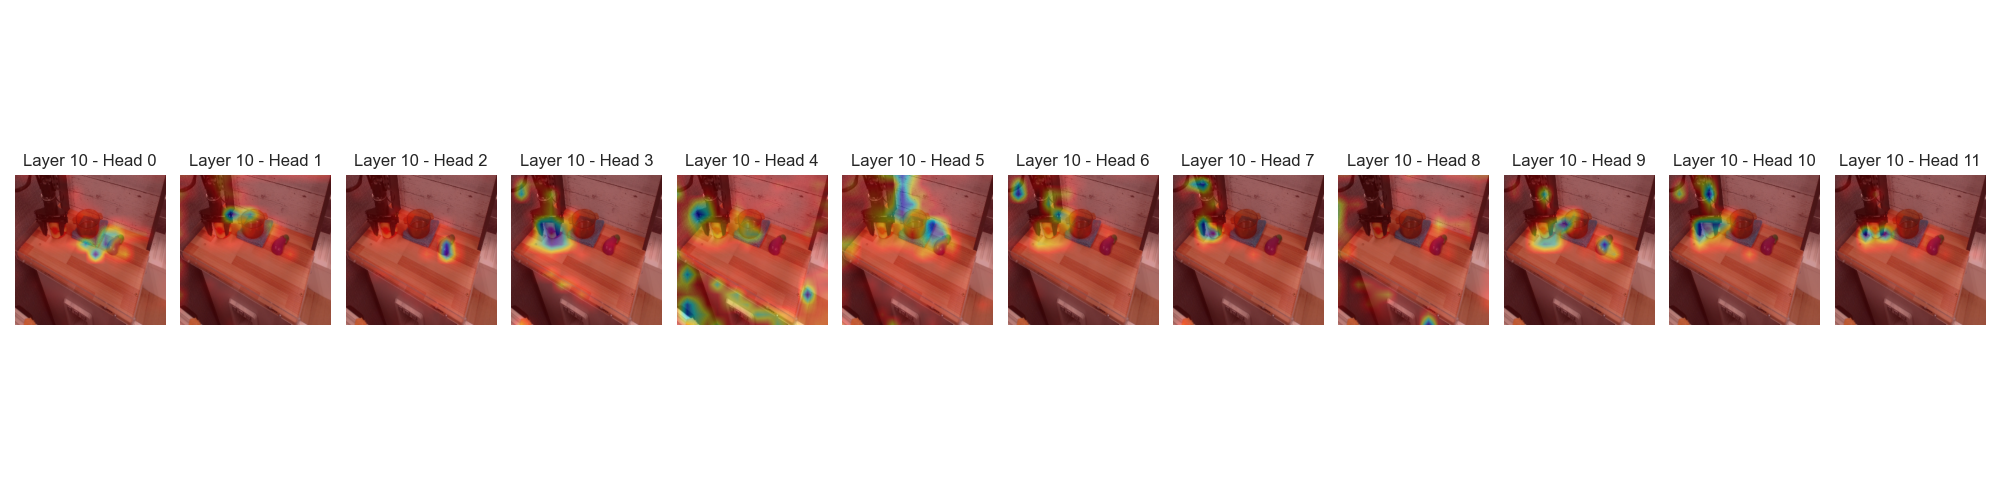 Layer 10 - Head 0
Layer 10 - Head 1
Layer 10 - Head 2
Layer 10 - Head 3
Layer 10 - Head 4
Layer 10 - Head 5
Layer 10 - Head 6
Layer 10 - Head 7
Layer 10 - Head 8
Layer 10 - Head 9
Layer 10 - Head 10
Layer 10 - Head 11